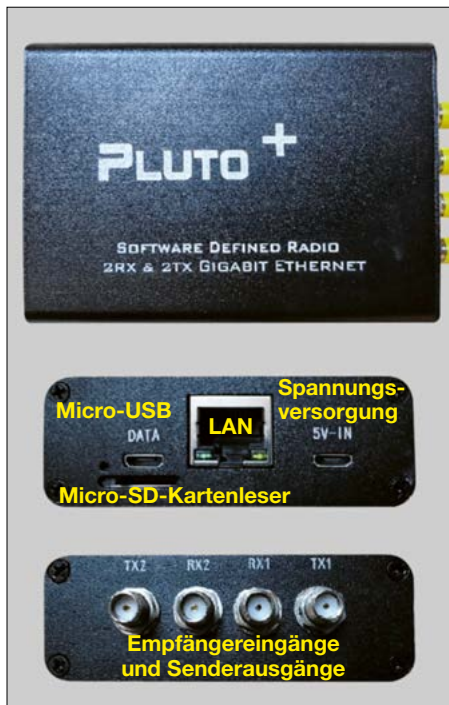 PLUTO +
SOFTWARE DEFINED RADIO
2RX & 2TX GIGABIT ETHERNET
Micro-USB
LAN
Spannungs-
versorgung
DATA
5V-IN
Micro-SD-Kartenleser
TX2 RX2 RX1 TX1
Empfängereingänge
und Senderausgänge